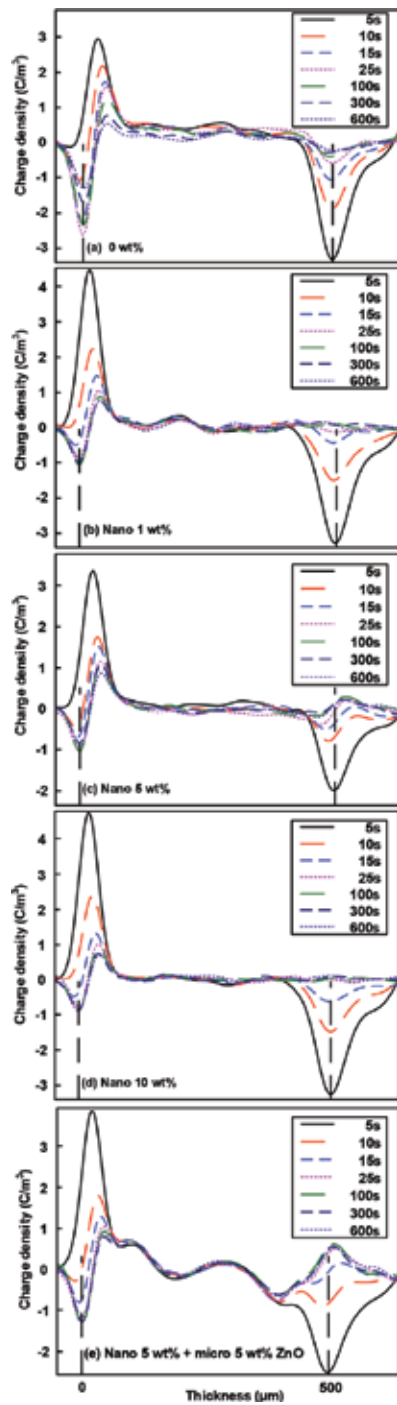 Charge density (C/m³)
3
2
1
0
-1
-2
-3
5s
10s
15s
25s
100s
300s
600s
(a) 0 wt%
Charge density (C/m³)
4
3
2
1
0
-1
-2
-3
5s
10s
15s
25s
100s
300s
600s
(b) Nano 1 wt%
Charge density (C/m³)
4
3
2
1
0
-1
-2
5s
10s
15s
25s
100s
300s
600s
(c) Nano 5 wt%
Charge density (C/m³)
4
3
2
1
0
-1
-2
-3
5s
10s
15s
25s
100s
300s
600s
(d) Nano 10 wt%
Charge density (C/m³)
3
2
1
0
-1
-2
5s
10s
15s
25s
100s
300s
600s
(e) Nano 5 wt% + micro 5 wt% ZnO
0
500
Thickness (µm)